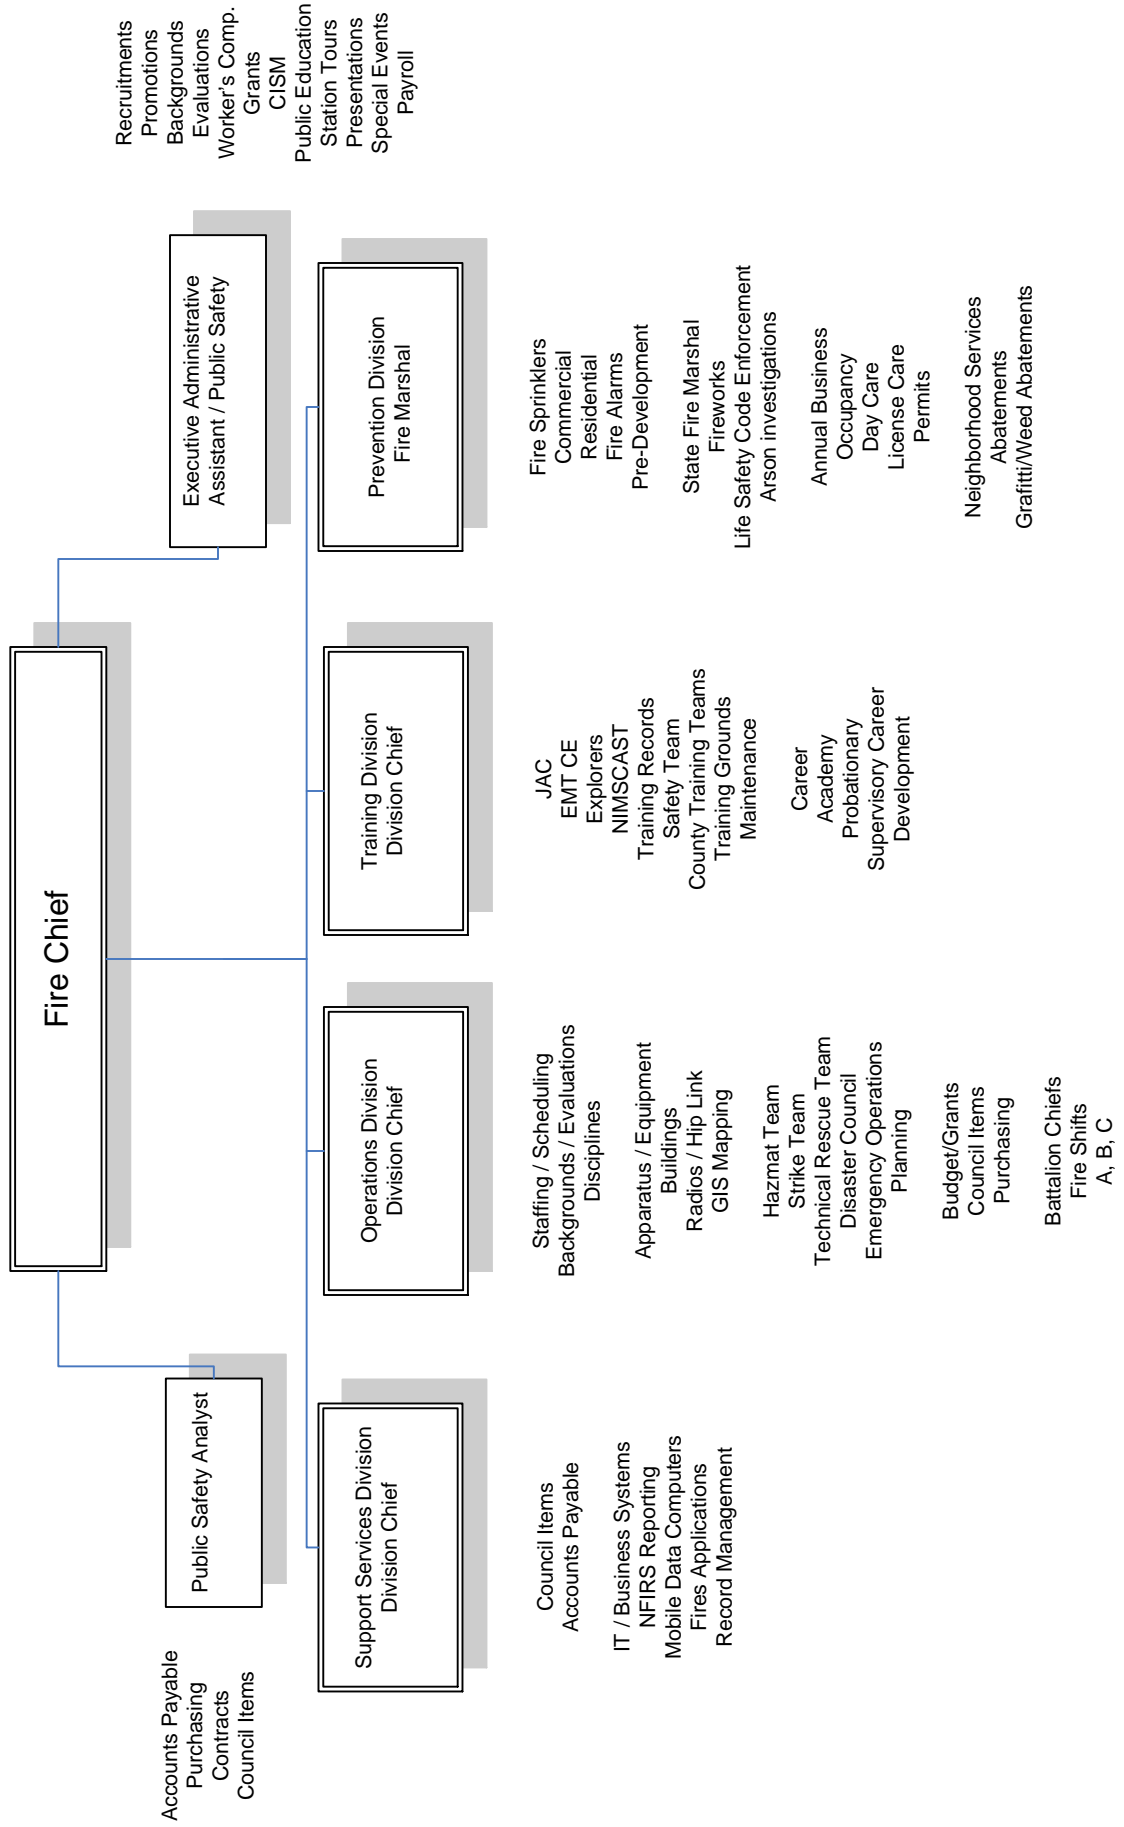 Fire Chief
Public Safety Analyst
Accounts Payable
Purchasing
Contracts
Council Items
Executive Administrative
Assistant / Public Safety
Recruitments
Promotions
Backgrounds
Evaluations
Worker's Comp.
Grants
CISM
Public Education
Station Tours
Presentations
Special Events
Payroll
Support Services Division
Division Chief
Council Items
Accounts Payable
IT / Business Systems
NFIRS Reporting
Mobile Data Computers
Fires Applications
Record Management
Operations Division
Division Chief
Staffing / Scheduling
Backgrounds / Evaluations
Disciplines
Apparatus / Equipment
Buildings
Radios / Hip Link
GIS Mapping
Hazmat Team
Strike Team
Technical Rescue Team
Disaster Council
Emergency Operations
Planning
Budget/Grants
Council Items
Purchasing
Battalion Chiefs
Fire Shifts
A, B, C
Training Division
Division Chief
JAC
EMT CE
Explorers
NIMSCAST
Training Records
Safety Team
County Training Teams
Training Grounds
Maintenance
Career
Academy
Probationary
Supervisory Career
Development
Prevention Division
Fire Marshal
Fire Sprinklers
Commercial
Residential
Fire Alarms
Pre-Development
State Fire Marshal
Fireworks
Life Safety Code Enforcement
Arson investigations
Annual Business
Occupancy
Day Care
License Care
Permits
Neighborhood Services
Abatements
Grafitti/Weed Abatements